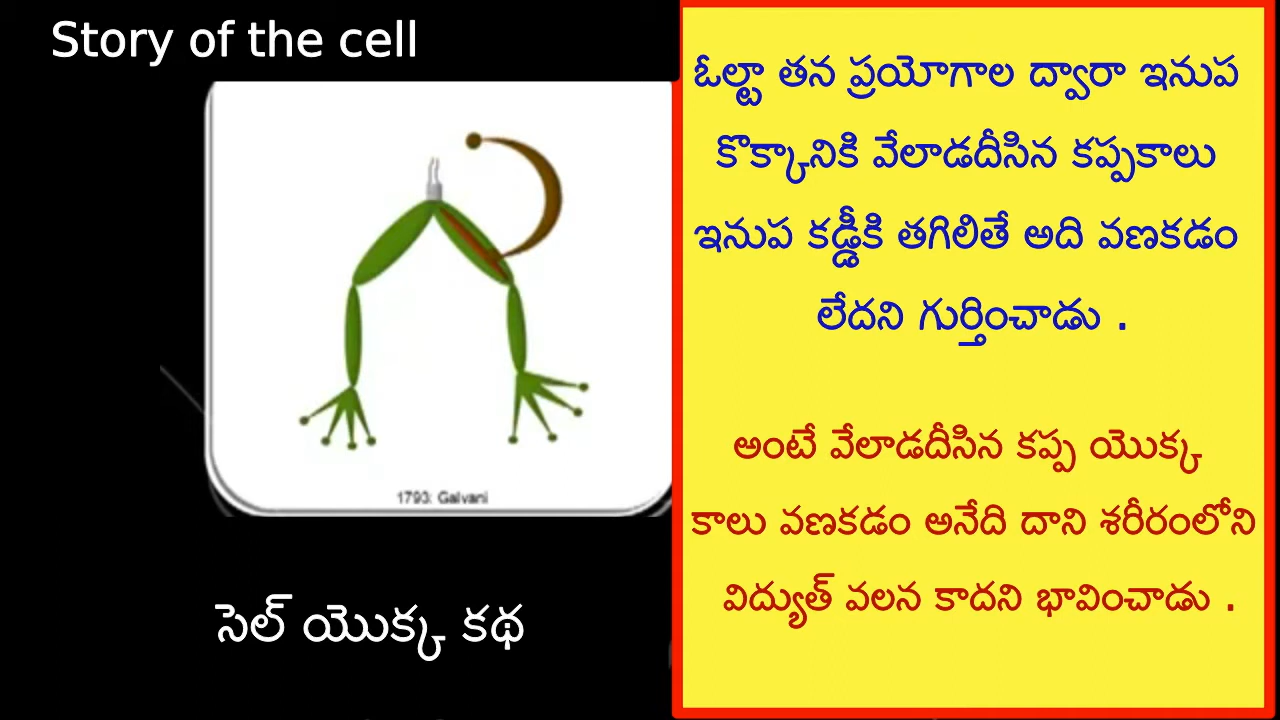 Story of the cell
1793: Galvani
సెల్ యొక్క కథ
ఓల్టా తన ప్రయోగాల ద్వారా ఇనుప
కొక్కానికి వేలాడదీసిన కప్పకాలు
ఇనుప కడ్డీకి తగిలితే అది వణకడం
లేదని గుర్తించాడు .
అంటే వేలాడదీసిన కప్ప యొక్క
కాలు వణకడం అనేది దాని శరీరంలోని
విద్యుత్ వలన కాదని భావించాడు .